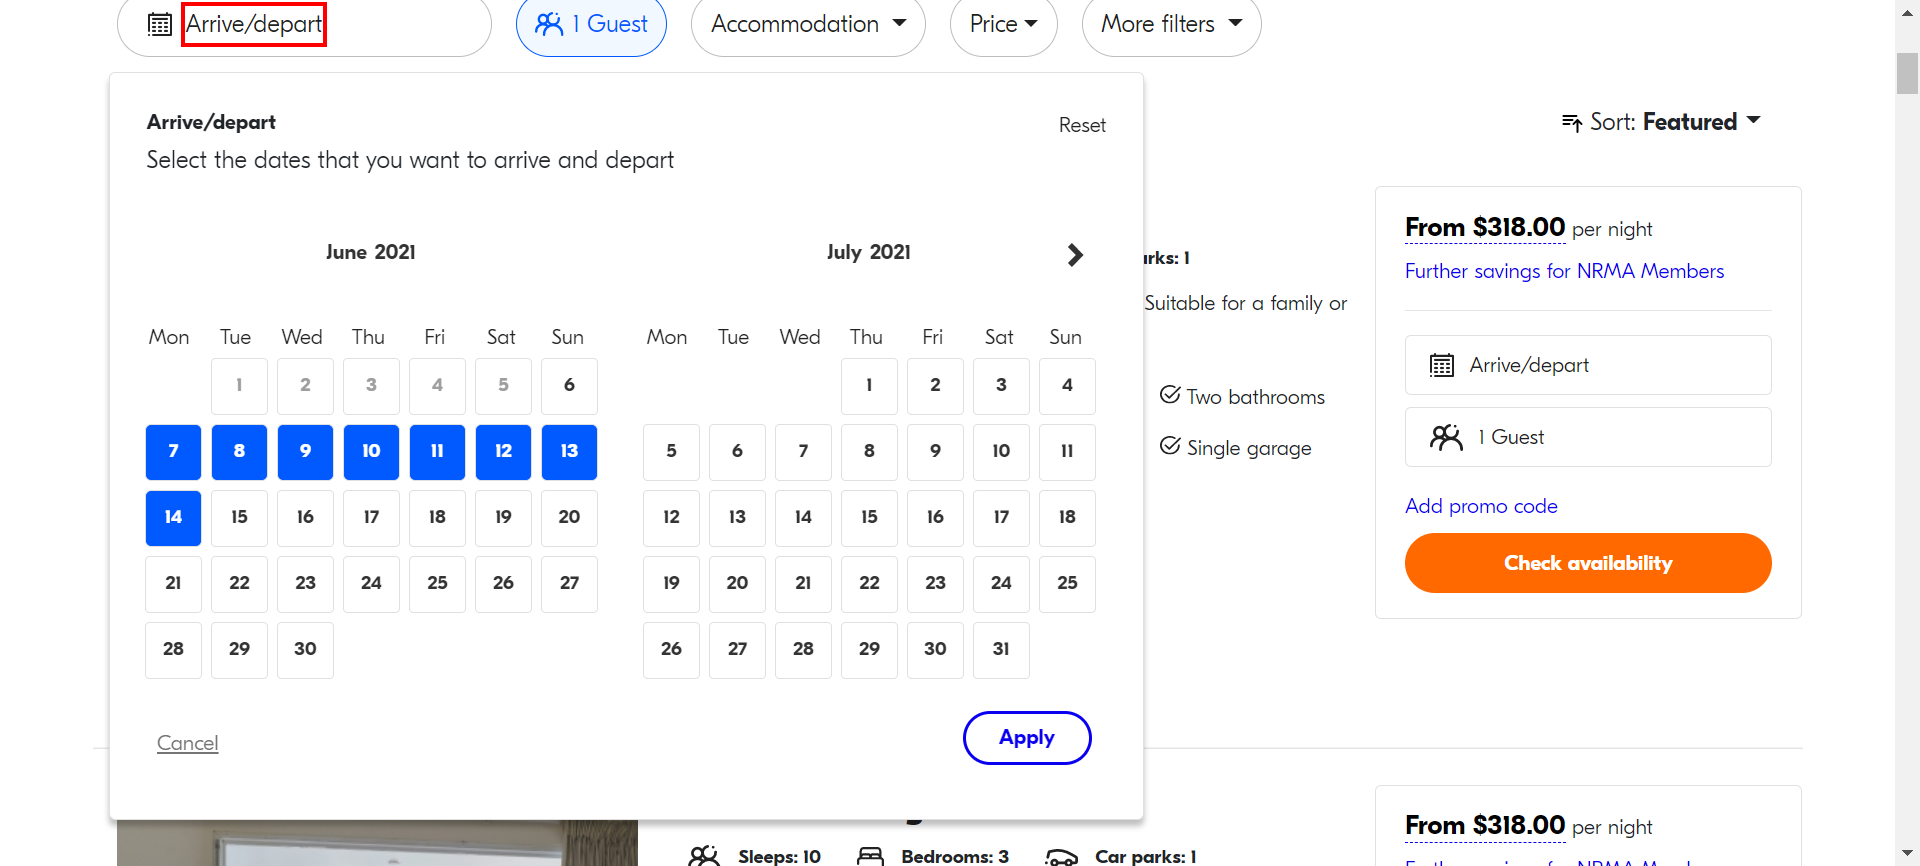 Arrive/depart
1 Guest
Accommodation
Price
More filters
Arrive/depart
Reset
Select the dates that you want to arrive and depart
Sort: Featured
June 2021
July 2021
Mon Tue Wed Thu Fri Sat Sun
1 2 3 4 5 6
7 8 9 10 11 12 13
14 15 16 17 18 19 20
21 22 23 24 25 26 27
28 29 30
Mon Tue Wed Thu Fri Sat Sun
1 2 3 4
5 6 7 8 9 10 11
12 13 14 15 16 17 18
19 20 21 22 23 24 25
26 27 28 29 30 31
Cancel
Apply
arks: 1
Suitable for a family or
Two bathrooms
Single garage
From $318.00 per night
Further savings for NRMA Members
Arrive/depart
1 Guest
Add promo code
Check availability
Sleeps: 10
Bedrooms: 3
Car parks: 1
From $318.00 per night